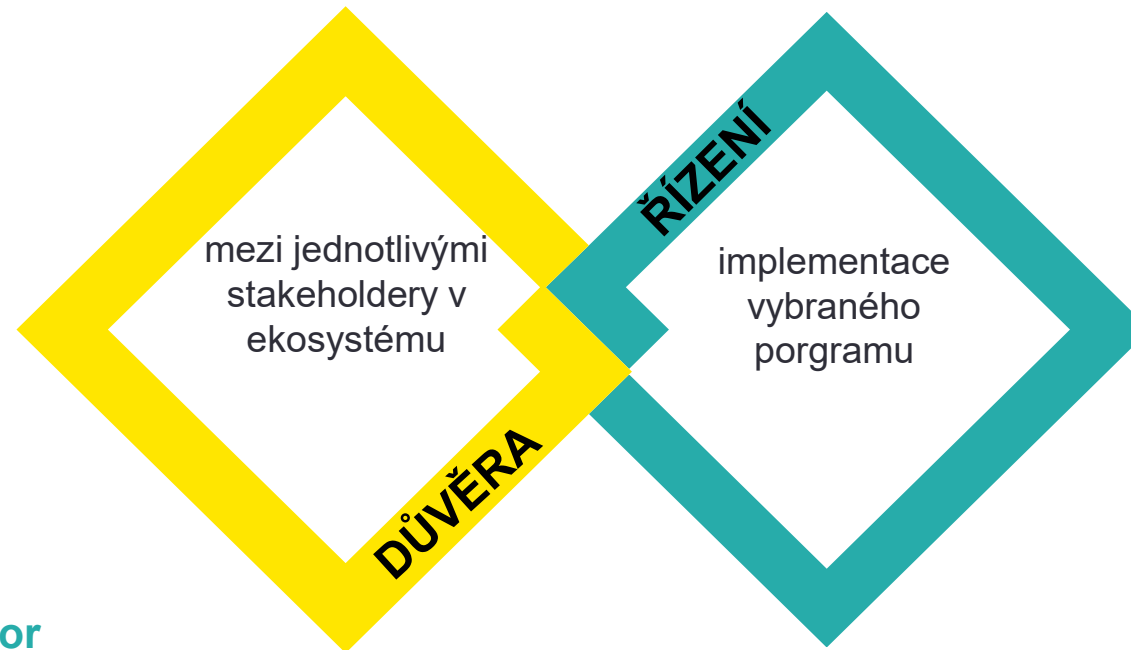 mezi jednotlivými
stakeholdery v
ekosystému
DŮVĚRA
ŘÍZENÍ
implementace
vybraného
porgramu
or